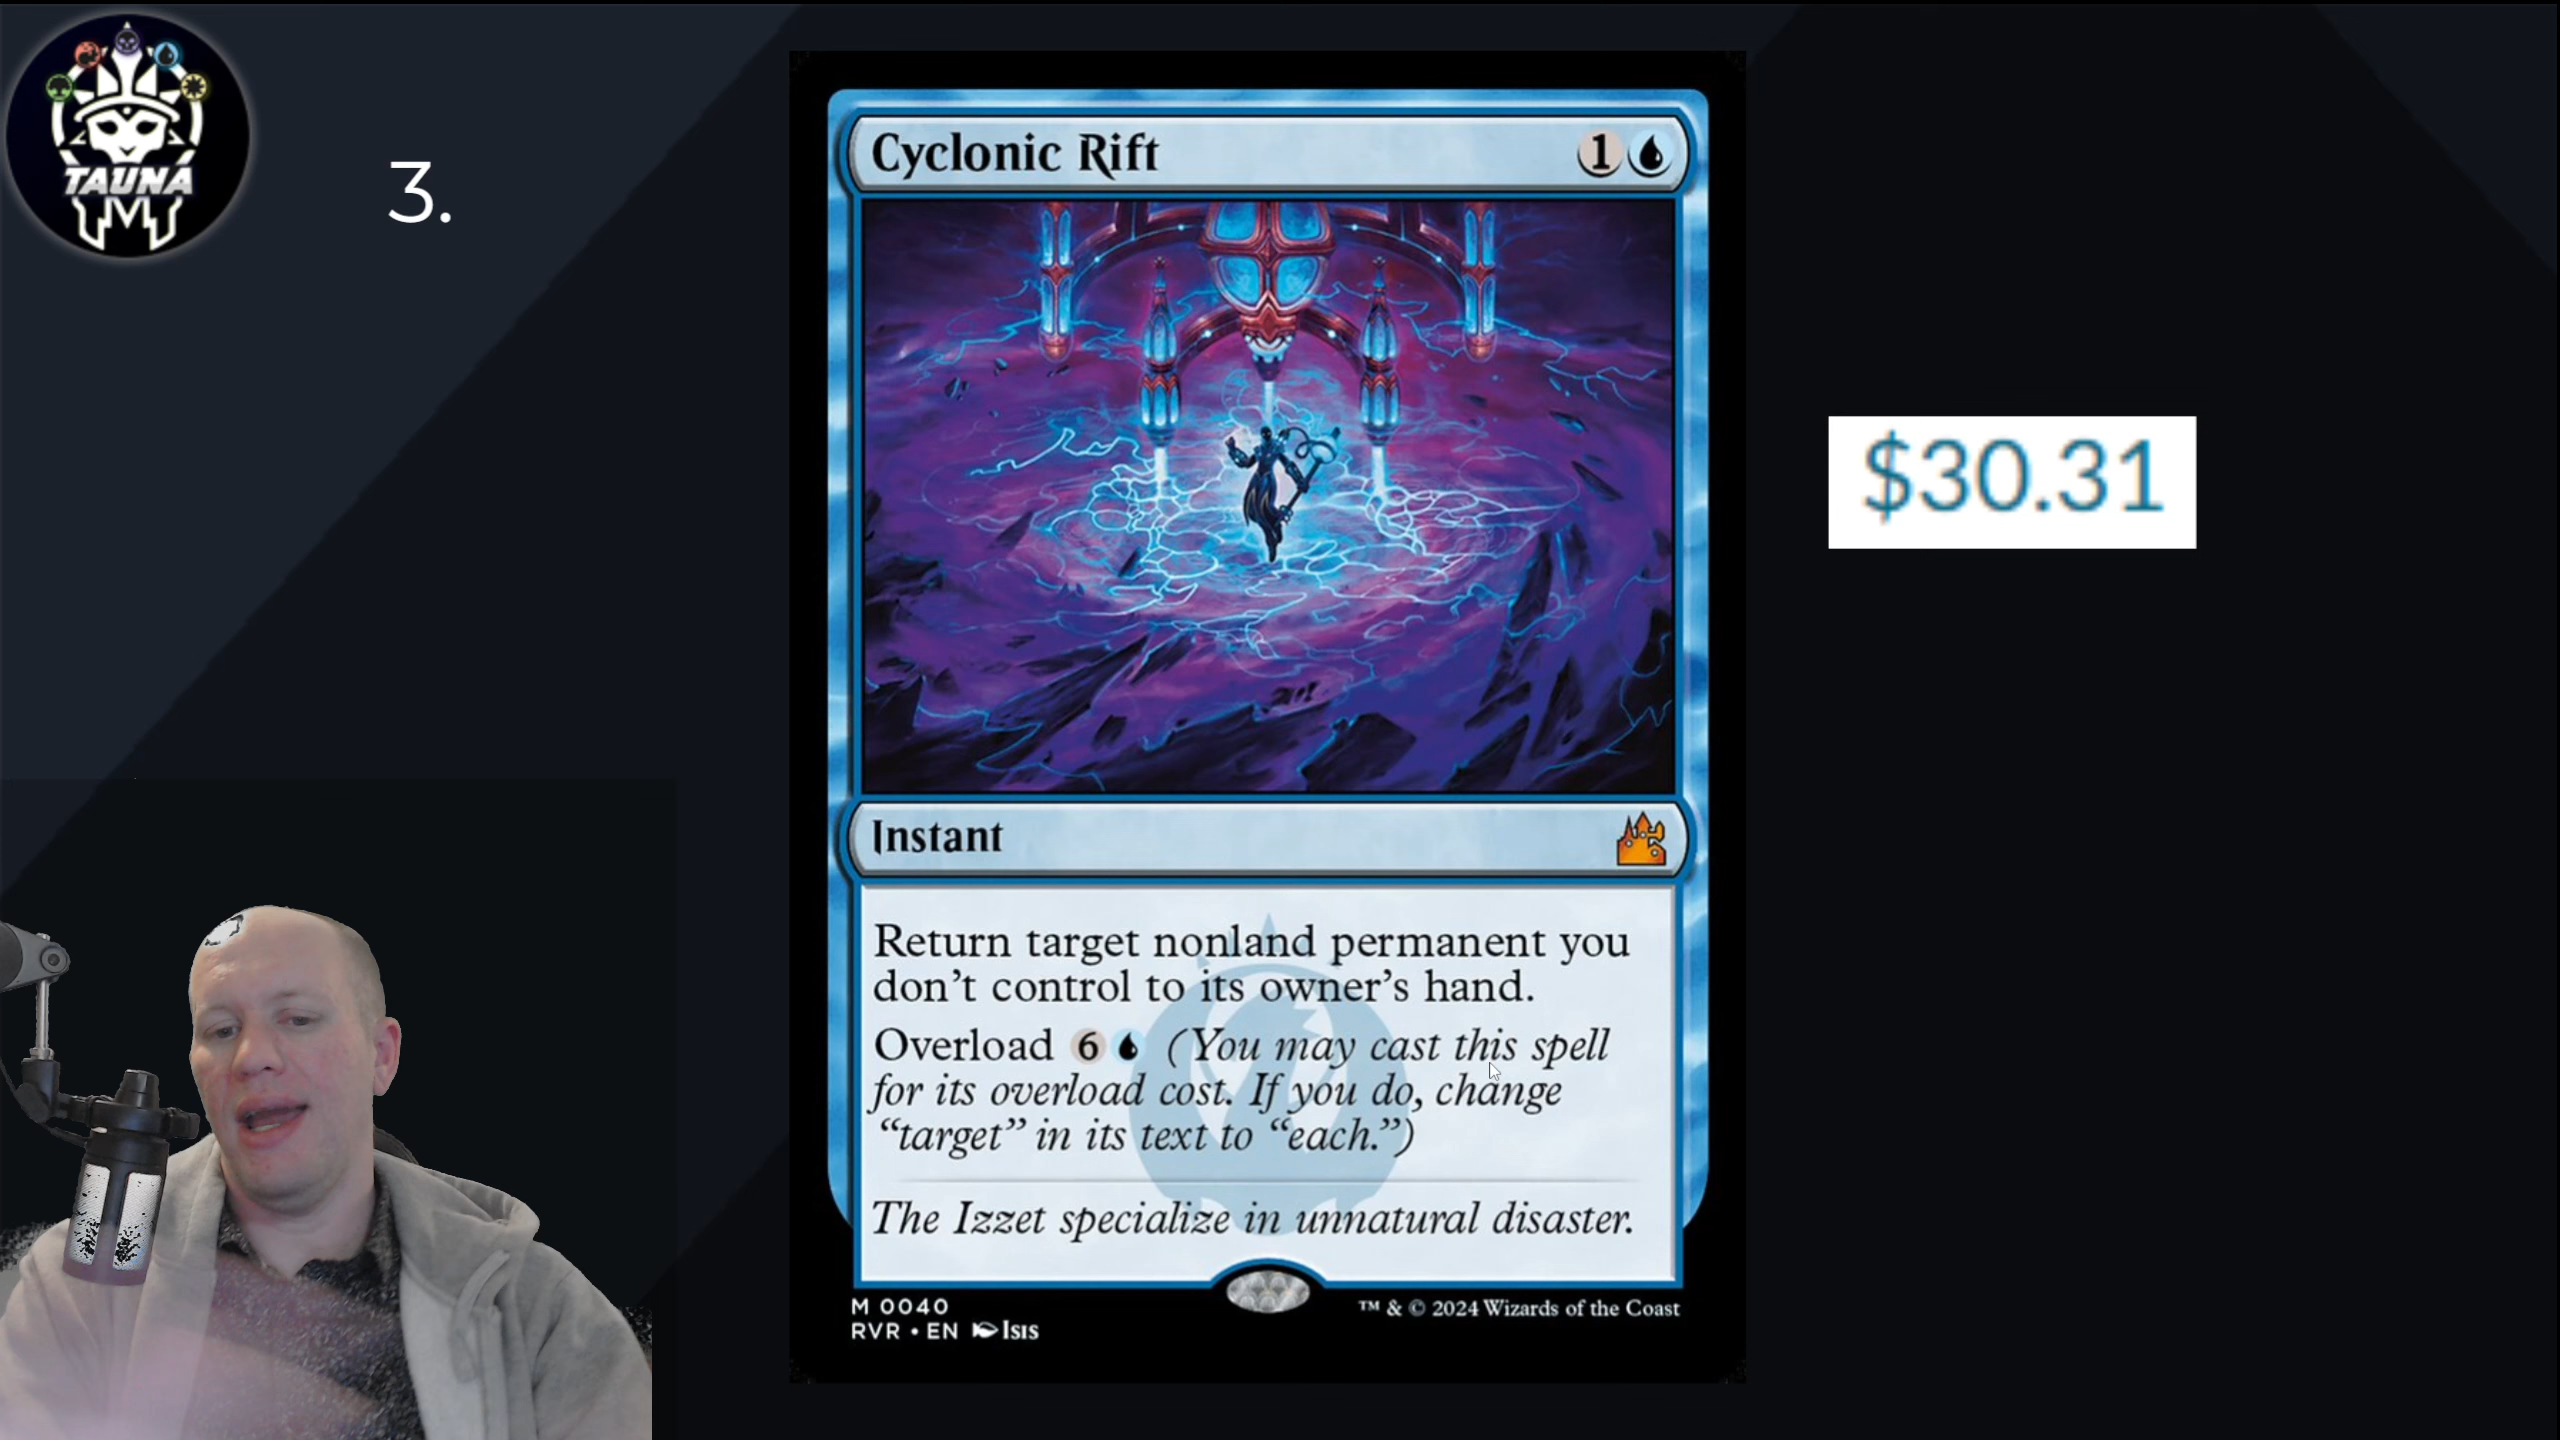 TAUNA
M
3.
Cyclonic Rift 1
$30.31
Instant
Return target nonland permanent you
don't control to its owner's hand.
Overload 6 (You may cast this spell
for its overload cost. If you do, change
“target” in its text to “each.”)
The Izzet specialize in unnatural disaster.
M 0040
RVR • EN Isis
™ & © 2024 Wizards of the Coast